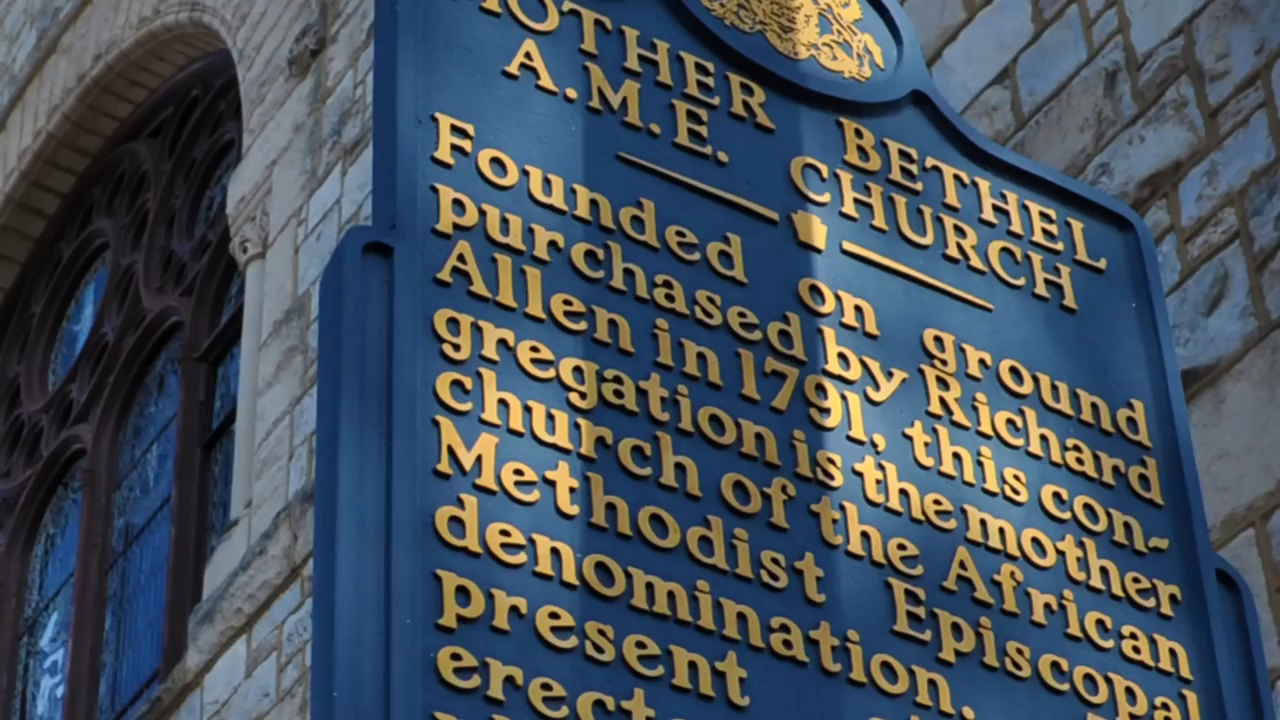 MOTHER BETHEL
A.M.E. CHURCH
Founded on ground
purchased by Richard
Allen in 1791, this con-
gregation is the mother
church of the African
Methodist Episcopal
denomination.
present